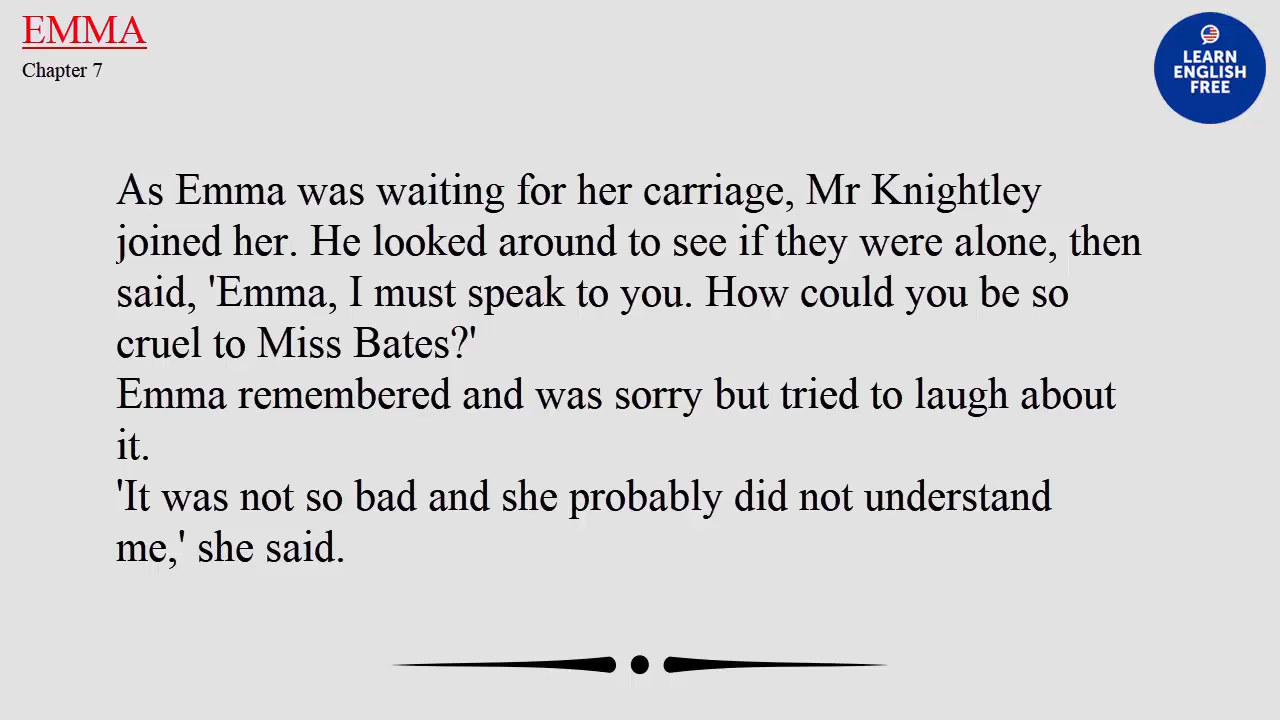 EMMA
Chapter 7
LEARN
ENGLISH
FREE
As Emma was waiting for her carriage, Mr Knightley
joined her. He looked around to see if they were alone, then
said, 'Emma, I must speak to you. How could you be so
cruel to Miss Bates?'
Emma remembered and was sorry but tried to laugh about
it.
'It was not so bad and she probably did not understand
me,' she said.